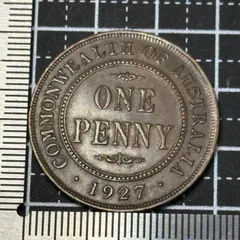 COMMONWEALTH OF AUSTRALIA
ONE
PENNY
· 1927 ·